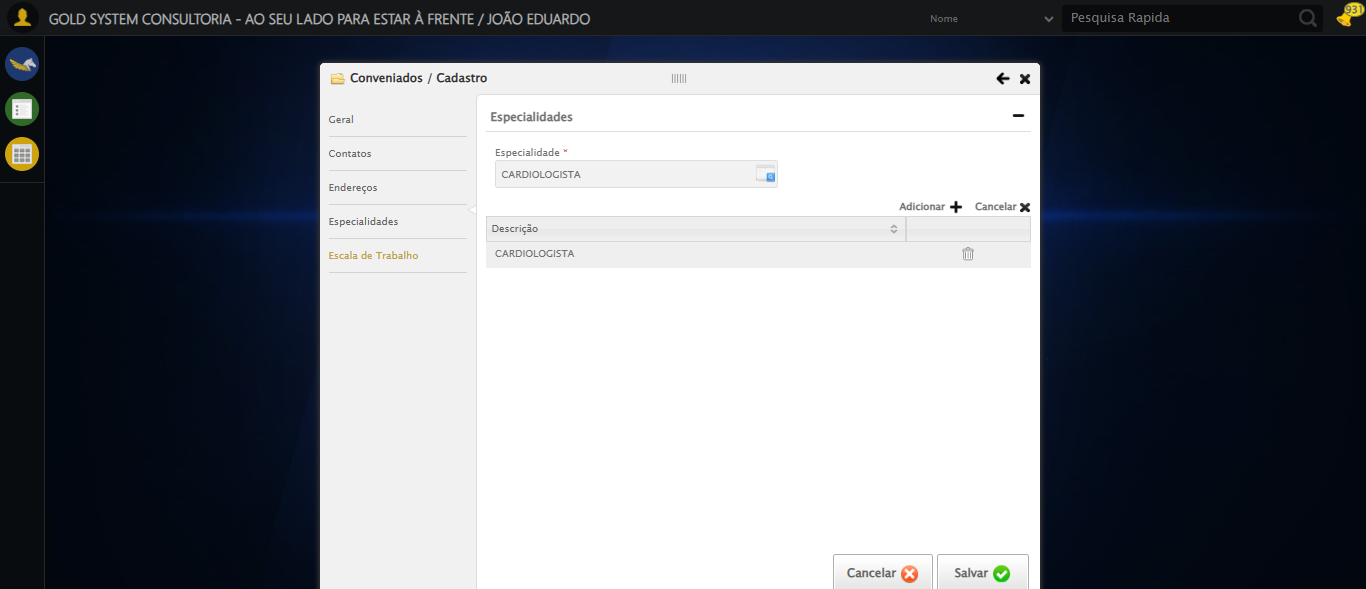 GOLD SYSTEM CONSULTORIA - AO SEU LADO PARA ESTAR À FRENTE / JOÃO EDUARDO
Nome
Pesquisa Rapida
931
Conveniados / Cadastro
Geral
Contatos
Endereços
Especialidades
Escala de Trabalho
Especialidades
Especialidade *
CARDIOLOGISTA
Adicionar
Cancelar
Descrição
CARDIOLOGISTA
Cancelar
Salvar